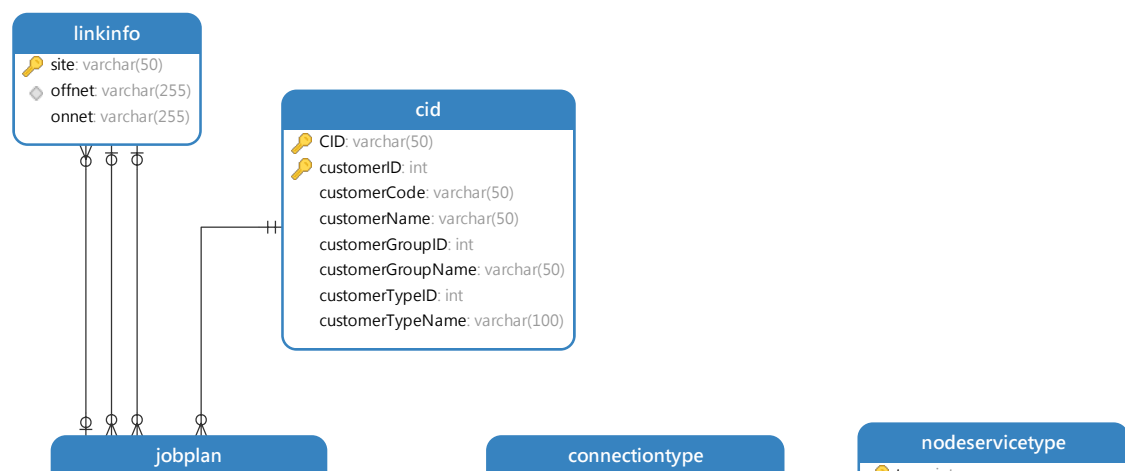 linkinfo
site: varchar(50)
offnet: varchar(255)
onnet: varchar(255)
cid
CID: varchar(50)
customerID: int
customerCode: varchar(50)
customerName: varchar(50)
customerGroupID: int
customerGroupName: varchar(50)
customerTypeID: int
customerTypeName: varchar(100)
jobplan
connectiontype
nodeservicetype